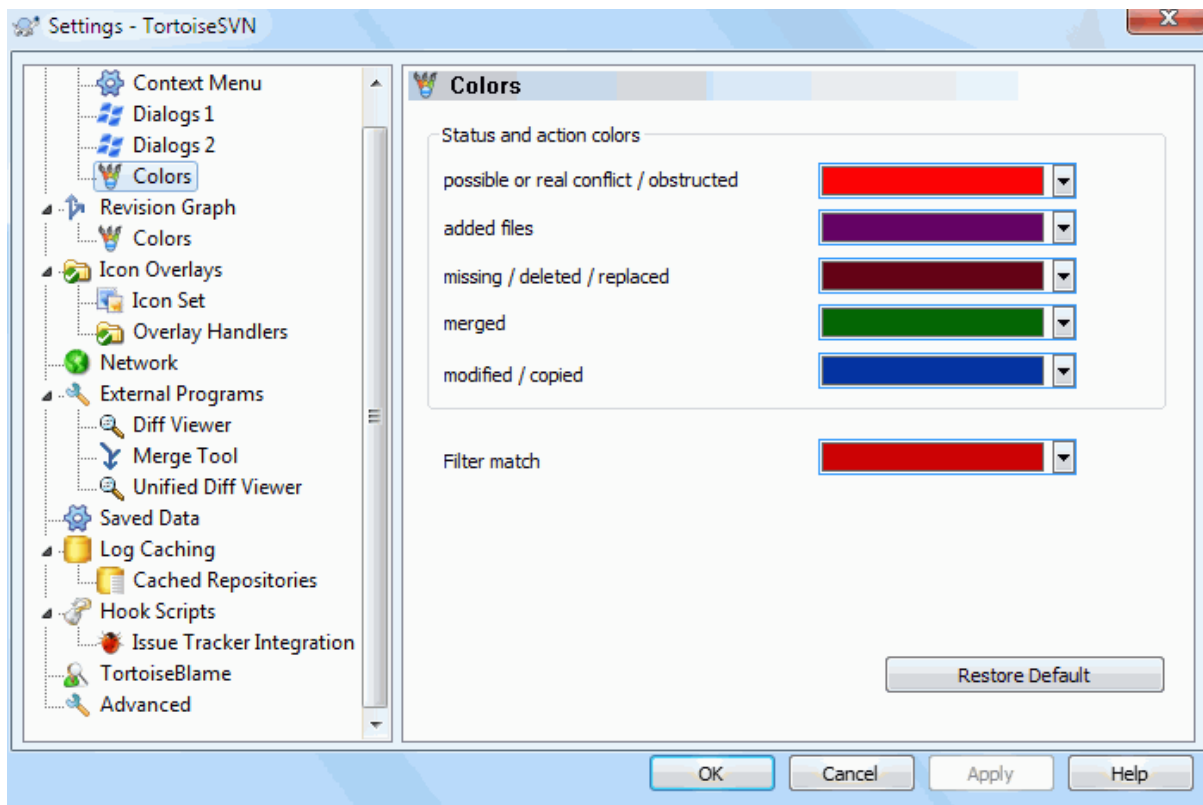 Settings - TortoiseSVN
Context Menu
Dialogs 1
Dialogs 2
Colors
Revision Graph
Colors
Icon Overlays
Icon Set
Overlay Handlers
Network
External Programs
Diff Viewer
Merge Tool
Unified Diff Viewer
Saved Data
Log Caching
Cached Repositories
Hook Scripts
Issue Tracker Integration
TortoiseBlame
Advanced
Colors
Status and action colors
possible or real conflict / obstructed
added files
missing / deleted / replaced
merged
modified / copied
Filter match
Restore Default
OK Cancel Apply Help